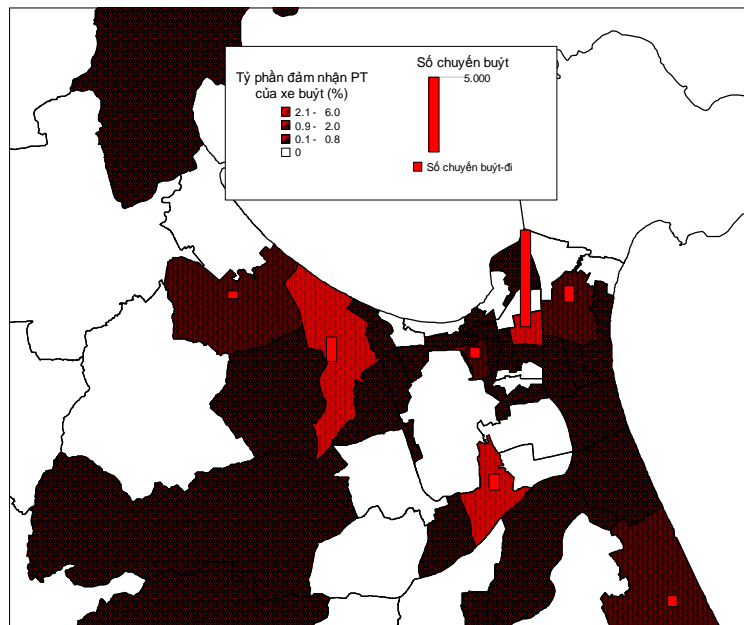 Tỷ phần đảm nhận PT
của xe buýt (%)
2.1 - 6.0
0.9 - 2.0
0.1 - 0.8
0
Số chuyến buýt
5.000
Số chuyến buýt-đi